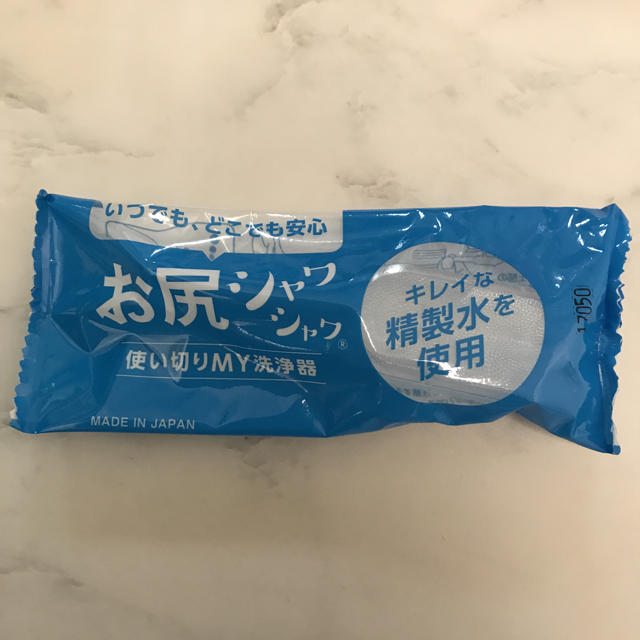 いつでも、どこでも安心
お尻シャワ
シャワ®
使い切りMY洗浄器
MADE IN JAPAN
キレイな
精製水を
使用